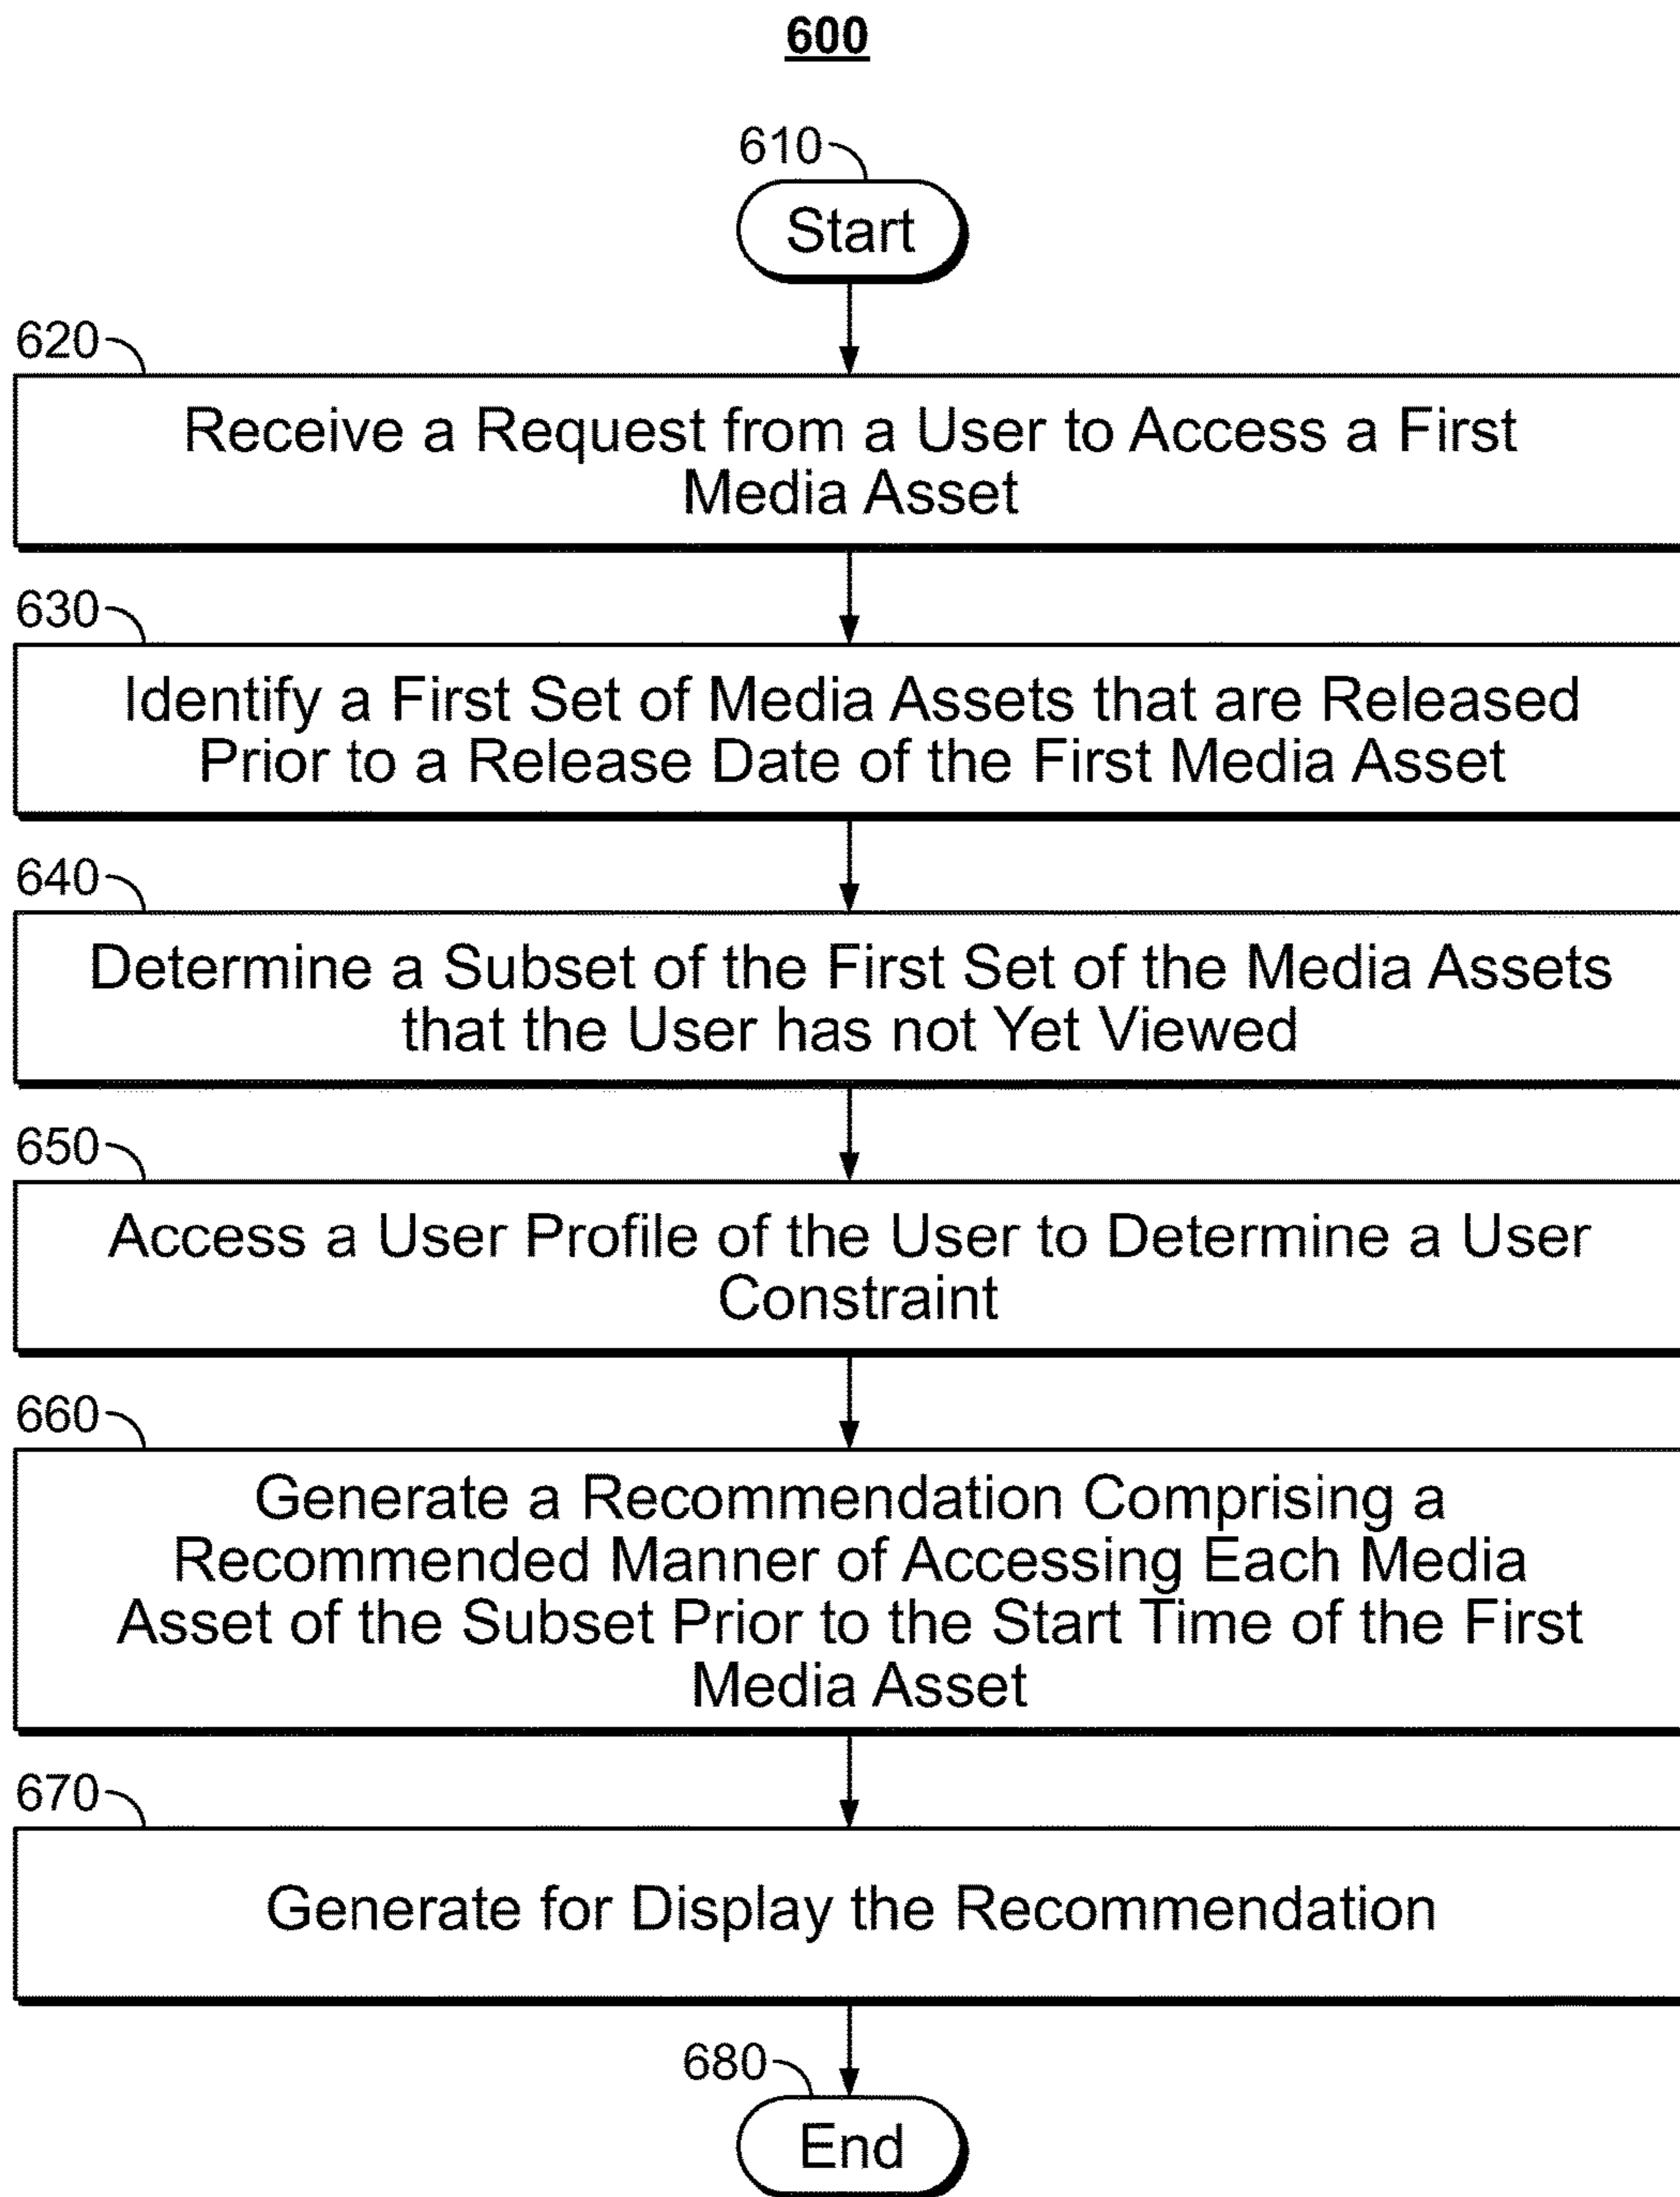 600
610
Start
620
Receive a Request from a User to Access a First
Media Asset
630
Identify a First Set of Media Assets that are Released
Prior to a Release Date of the First Media Asset
640
Determine a Subset of the First Set of the Media Assets
that the User has not Yet Viewed
650
Access a User Profile of the User to Determine a User
Constraint
660
Generate a Recommendation Comprising a
Recommended Manner of Accessing Each Media
Asset of the Subset Prior to the Start Time of the First
Media Asset
670
Generate for Display the Recommendation
680
End